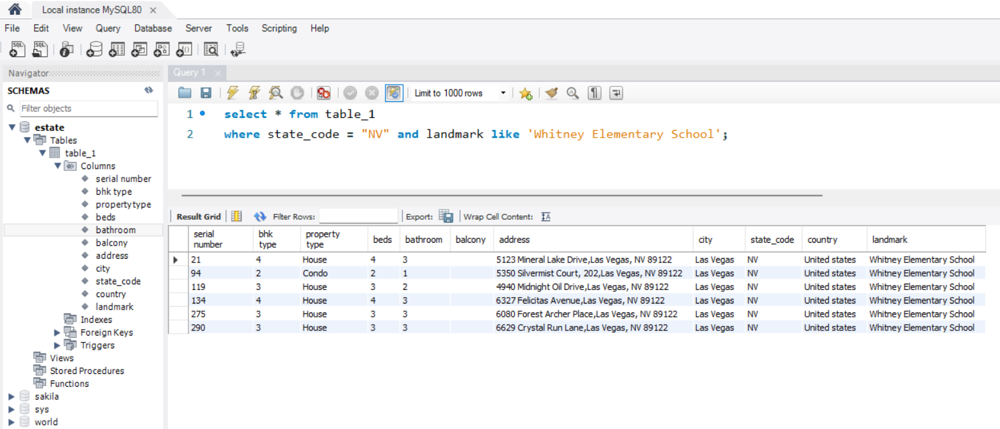 Local instance MySQL80 ×
File Edit View Query Database Server Tools Scripting Help
SQL SQL
Navigator
SCHEMAS
Filter objects
estate
Tables
table_1
Columns
serial number
bhk type
propertytype
beds
bathroom
balcony
address
city
state_code
country
landmark
Indexes
Foreign Keys
Triggers
Views
Stored Procedures
Functions
sakila
sys
world
Query 1 ×
Limit to 1000 rows
1 select * from table_1
2 where state_code = "NV" and landmark like 'Whitney Elementary School';
Result Grid Filter Rows: Export: Wrap Cell Content: IA
serial number bhk type property type beds bathroom balcony address city state_code country landmark
21 4 House 4 3 5123 Mineral Lake Drive,Las Vegas, NV 89122 Las Vegas NV United states Whitney Elementary School
94 2 Condo 2 1 5350 Silvermist Court, 202,Las Vegas, NV 89122 Las Vegas NV United states Whitney Elementary School
119 3 House 3 2 4940 Midnight Oil Drive,Las Vegas, NV 89122 Las Vegas NV United states Whitney Elementary School
134 4 House 4 3 6327 Felicitas Avenue,Las Vegas, NV 89122 Las Vegas NV United states Whitney Elementary School
275 3 House 3 3 6080 Forest Archer Place,Las Vegas, NV 89122 Las Vegas NV United states Whitney Elementary School
290 3 House 3 3 6629 Crystal Run Lane,Las Vegas, NV 89122 Las Vegas NV United states Whitney Elementary School